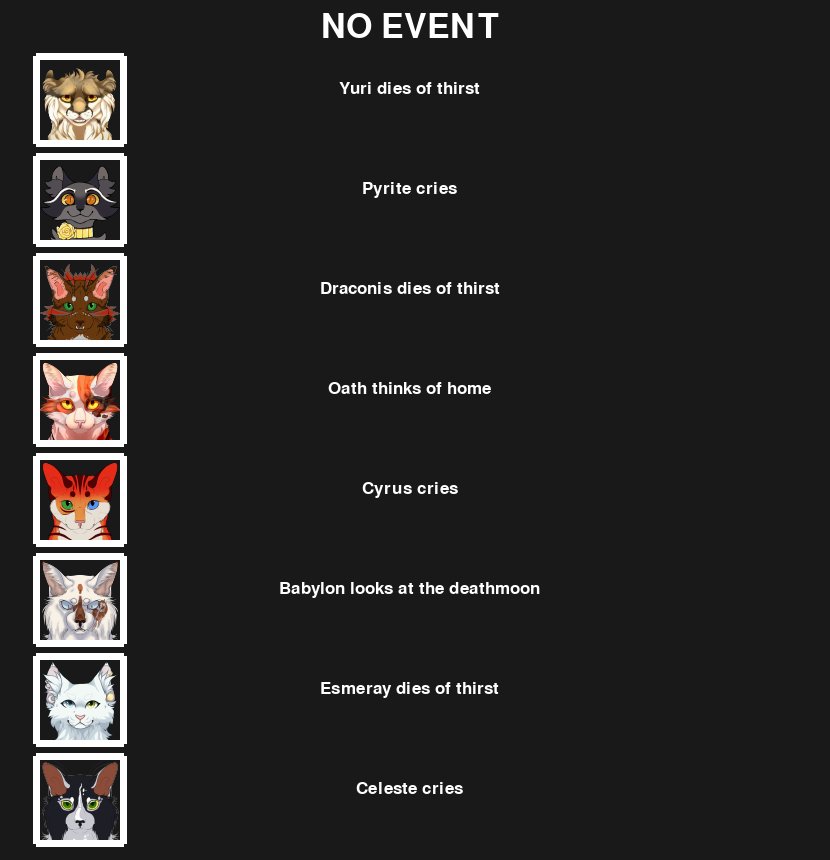 NO EVENT
Yuri dies of thirst
Pyrite cries
Draconis dies of thirst
Oath thinks of home
Cyrus cries
Babylon looks at the deathmoon
Esmeray dies of thirst
Celeste cries